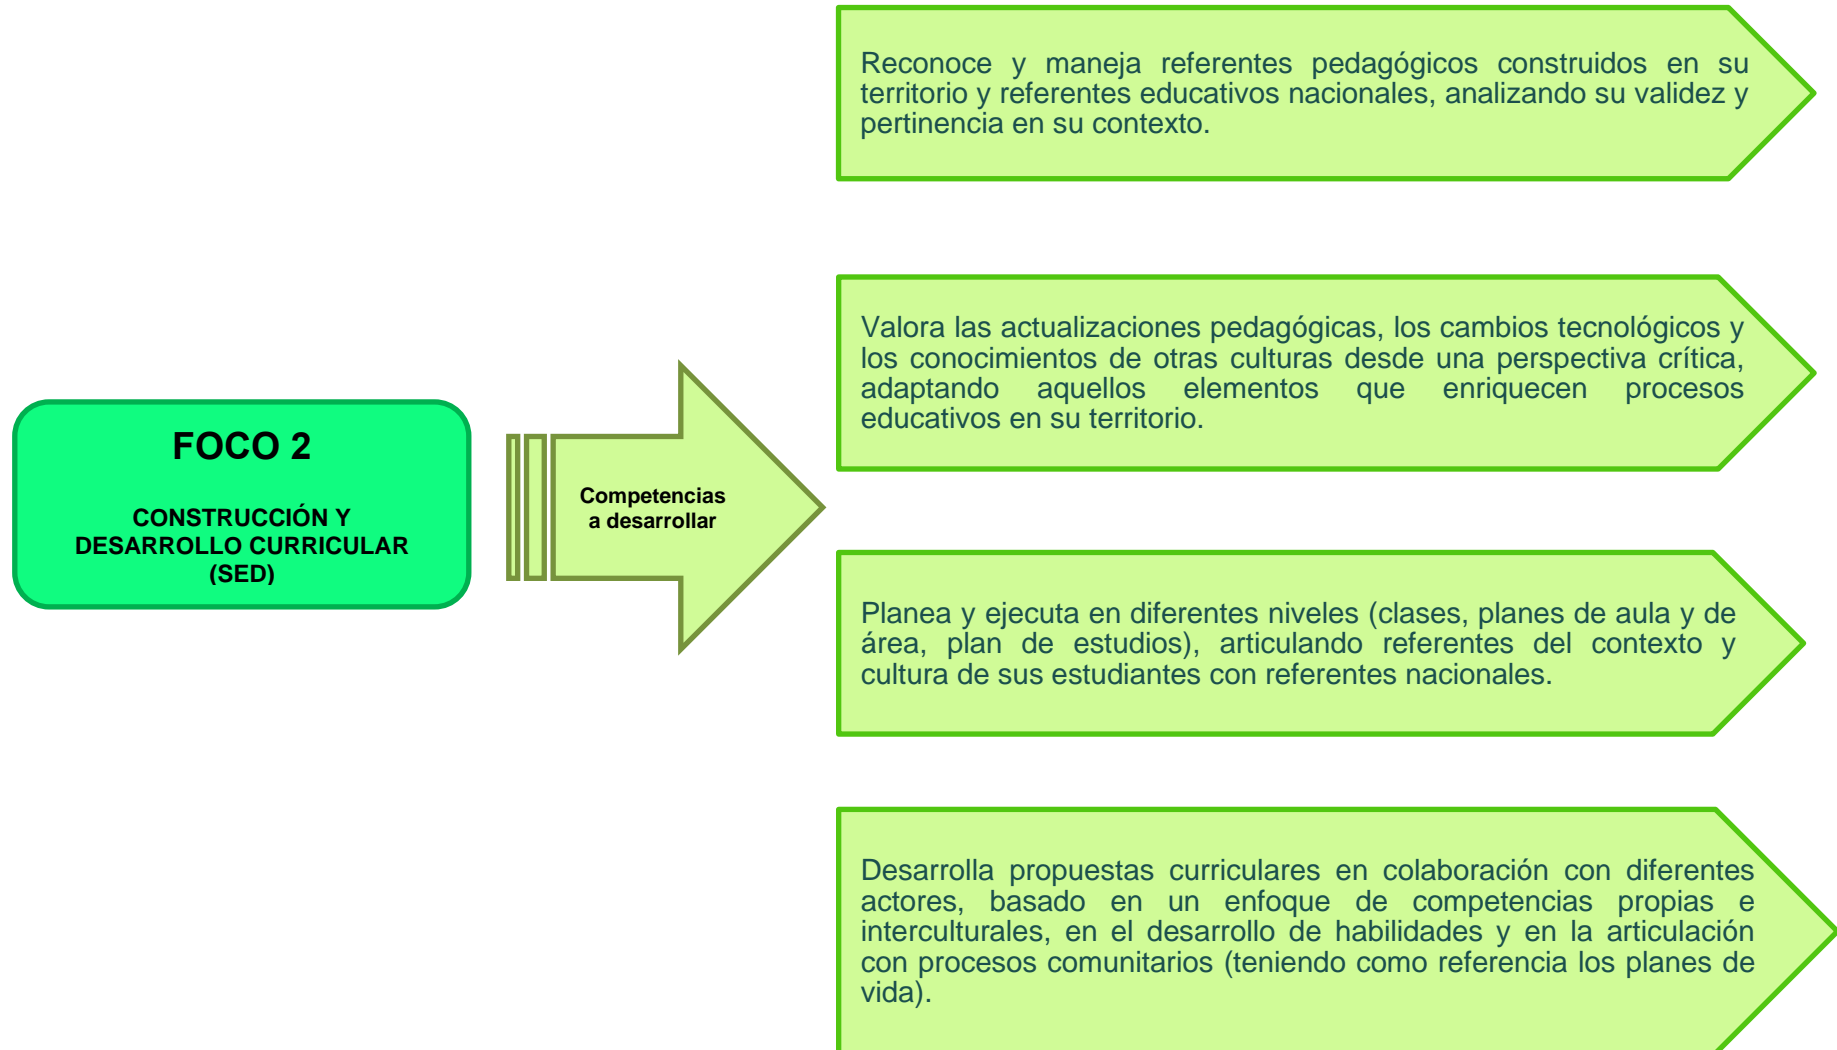 FOCO 2
CONSTRUCCIÓN Y
DESARROLLO CURRICULAR
(SED)
Competencias
a desarrollar
Reconoce y maneja referentes pedagógicos construidos en su
territorio y referentes educativos nacionales, analizando su validez y
pertinencia en su contexto.
Valora las actualizaciones pedagógicas, los cambios tecnológicos y
los conocimientos de otras culturas desde una perspectiva crítica,
adaptando aquellos elementos que enriquecen procesos
educativos en su territorio.
Planea y ejecuta en diferentes niveles (clases, planes de aula y de
área, plan de estudios), articulando referentes del contexto y
cultura de sus estudiantes con referentes nacionales.
Desarrolla propuestas curriculares en colaboración con diferentes
actores, basado en un enfoque de competencias propias e
interculturales, en el desarrollo de habilidades y en la articulación
con procesos comunitarios (teniendo como referencia los planes de
vida).